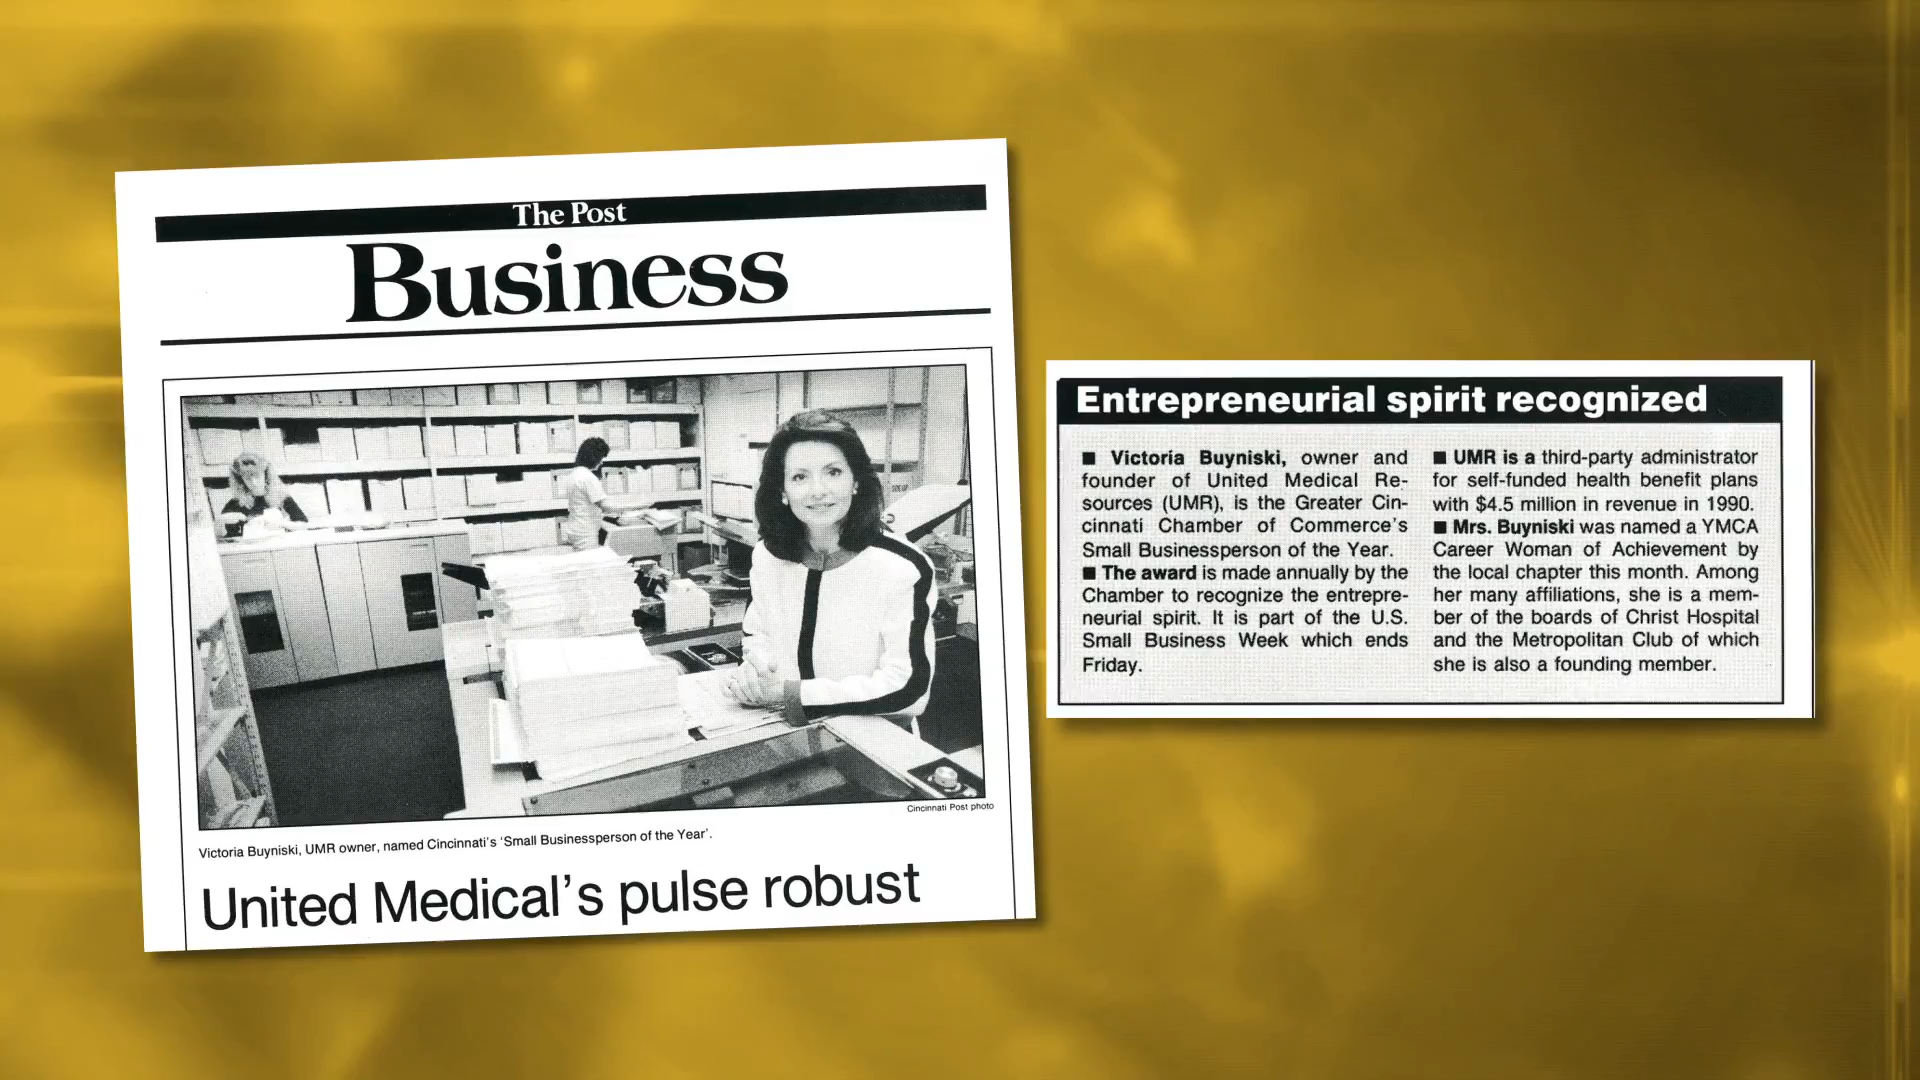 The Post
Business
Cincinnati Post photo
Victoria Buyniski, UMR owner, named Cincinnati's 'Small Businessperson of the Year'.
United Medical's pulse robust
Entrepreneurial spirit recognized
■ Victoria Buyniski, owner and
founder of United Medical Re-
sources (UMR), is the Greater Cin-
cinnati Chamber of Commerce's
Small Businessperson of the Year.
■ The award is made annually by the
Chamber to recognize the entrepre-
neurial spirit. It is part of the U.S.
Small Business Week which ends
Friday.
■ UMR is a third-party administrator
for self-funded health benefit plans
with $4.5 million in revenue in 1990.
■ Mrs. Buyniski was named a YMCA
Career Woman of Achievement by
the local chapter this month. Among
her many affiliations, she is a mem-
ber of the boards of Christ Hospital
and the Metropolitan Club of which
she is also a founding member.